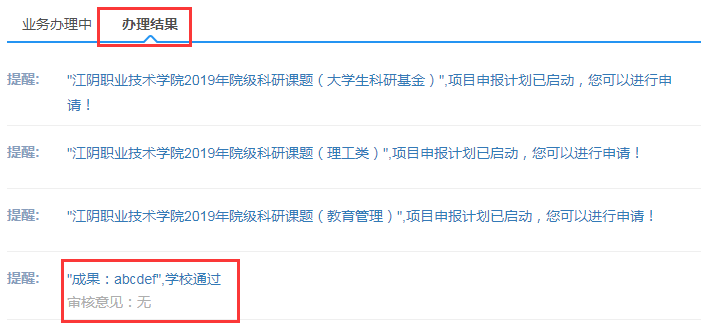 业务办理中 办理结果
提醒: "江阴职业技术学院2019年院级科研课题（大学生科研基金）",项目申报计划已启动，您可以进行申
请！
提醒: "江阴职业技术学院2019年院级科研课题（理工类）",项目申报计划已启动，您可以进行申请！
提醒: "江阴职业技术学院2019年院级科研课题（教育管理）",项目申报计划已启动，您可以进行申请！
提醒: "成果：abcdef",学校通过
审核意见：无